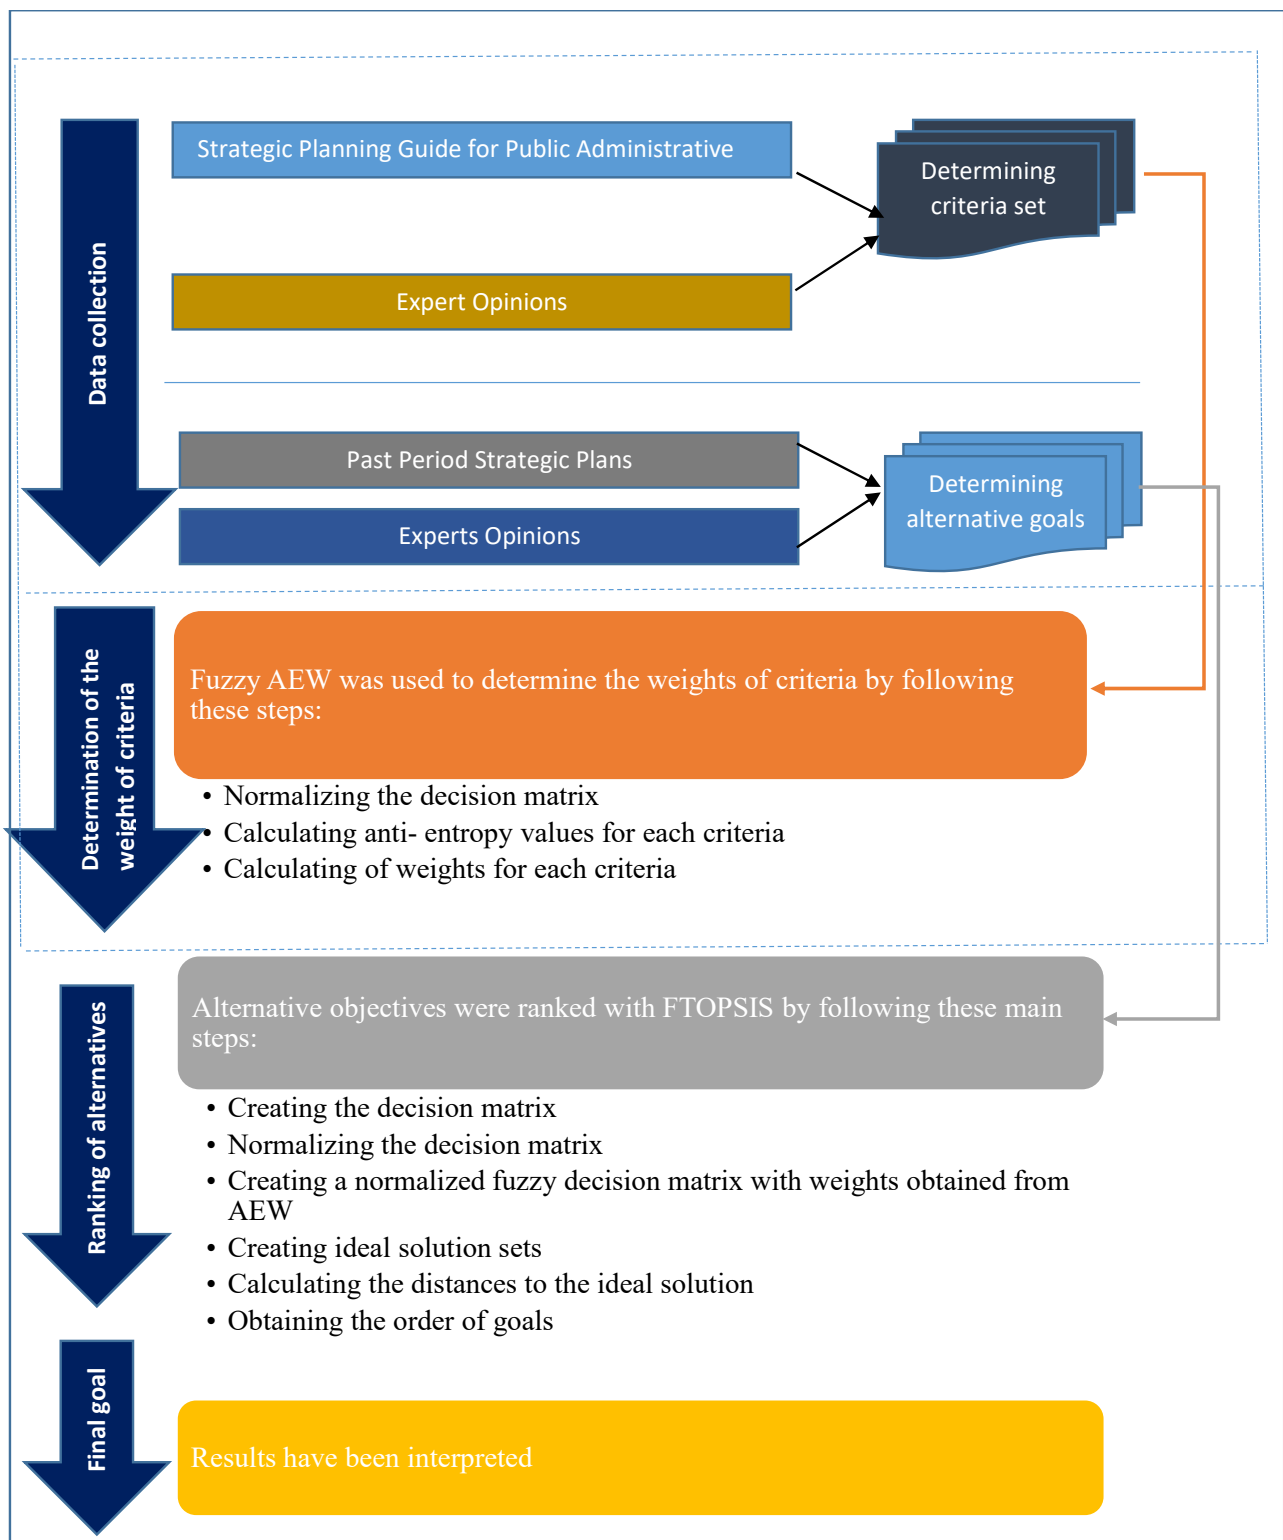 Data collection
Strategic Planning Guide for Public Administrative
Expert Opinions
Determining
criteria set
Past Period Strategic Plans
Experts Opinions
Determining
alternative goals
Determination of the
weight of criteria
Fuzzy AEW was used to determine the weights of criteria by following
these steps:
• Normalizing the decision matrix
• Calculating anti- entropy values for each criteria
• Calculating of weights for each criteria
Ranking of alternatives
Alternative objectives were ranked with FTOPSIS by following these main
steps:
• Creating the decision matrix
• Normalizing the decision matrix
• Creating a normalized fuzzy decision matrix with weights obtained from
AEW
• Creating ideal solution sets
• Calculating the distances to the ideal solution
• Obtaining the order of goals
Final goal
Results have been interpreted